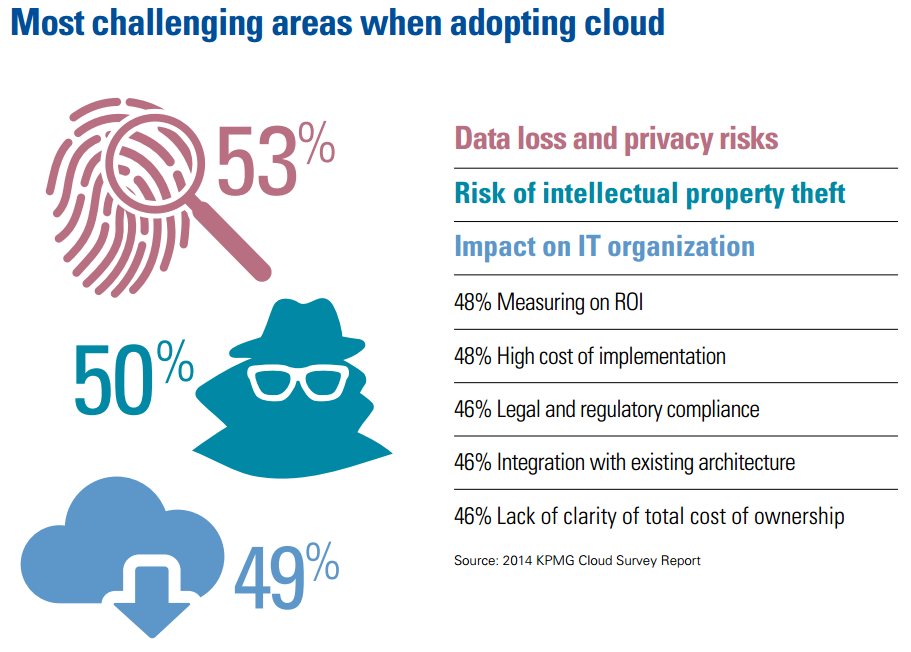 Most challenging areas when adopting cloud
53%
50%
49%
Data loss and privacy risks
Risk of intellectual property theft
Impact on IT organization
48% Measuring on ROI
48% High cost of implementation
46% Legal and regulatory compliance
46% Integration with existing architecture
46% Lack of clarity of total cost of ownership
Source: 2014 KPMG Cloud Survey Report